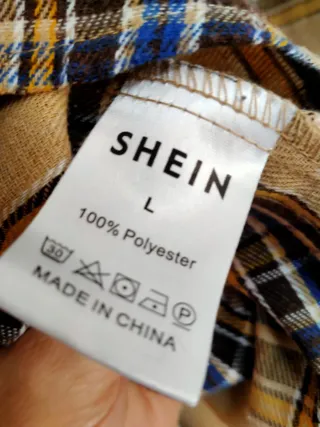 SHEIN
L
100% Polyester
30 P
MADE IN CHINA